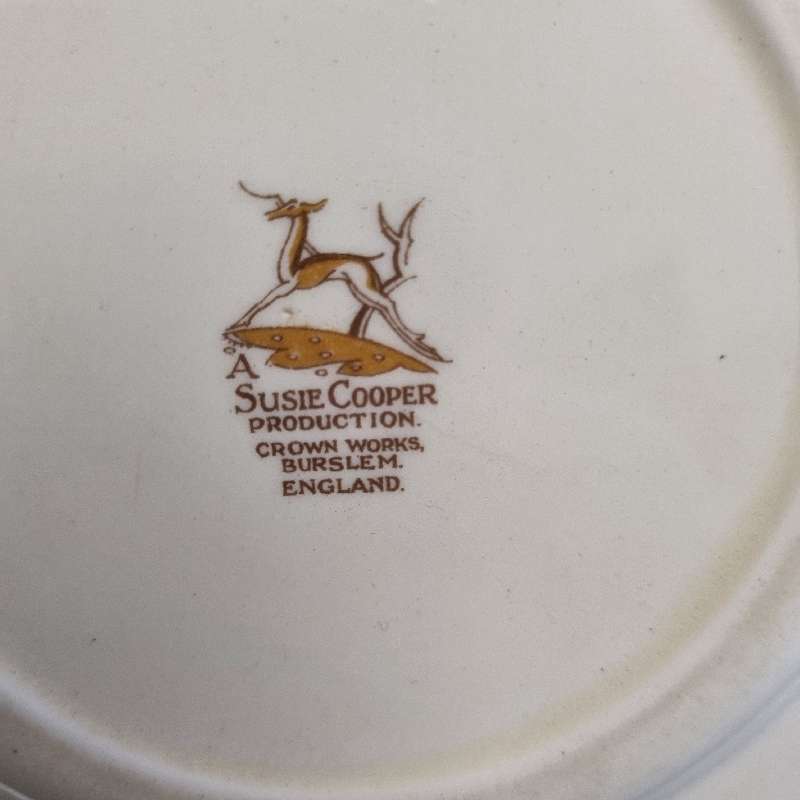 A
SUSIE COOPER
PRODUCTION.
CROWN WORKS,
BURSLEM.
ENGLAND.